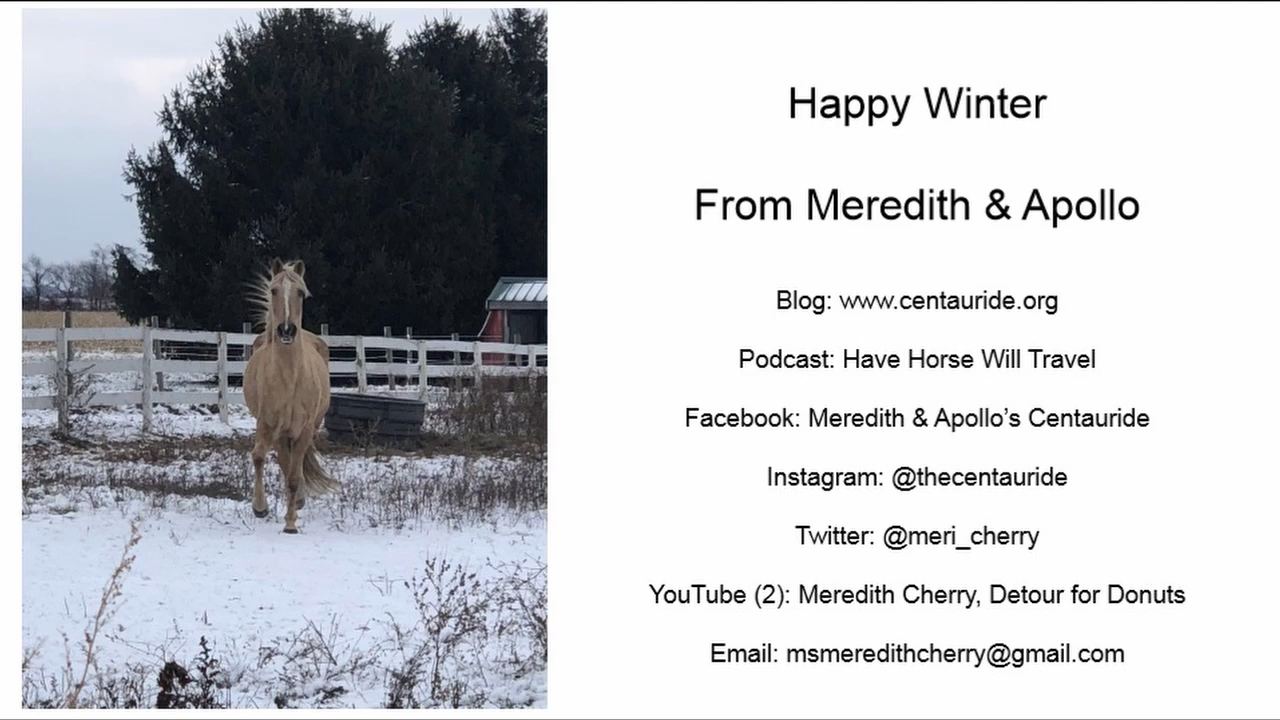 Happy Winter
From Meredith & Apollo
Blog: www.centauride.org
Podcast: Have Horse Will Travel
Facebook: Meredith & Apollo’s Centauride
Instagram: @thecentauride
Twitter: @meri_cherry
YouTube (2): Meredith Cherry, Detour for Donuts
Email: msmeredithcherry@gmail.com